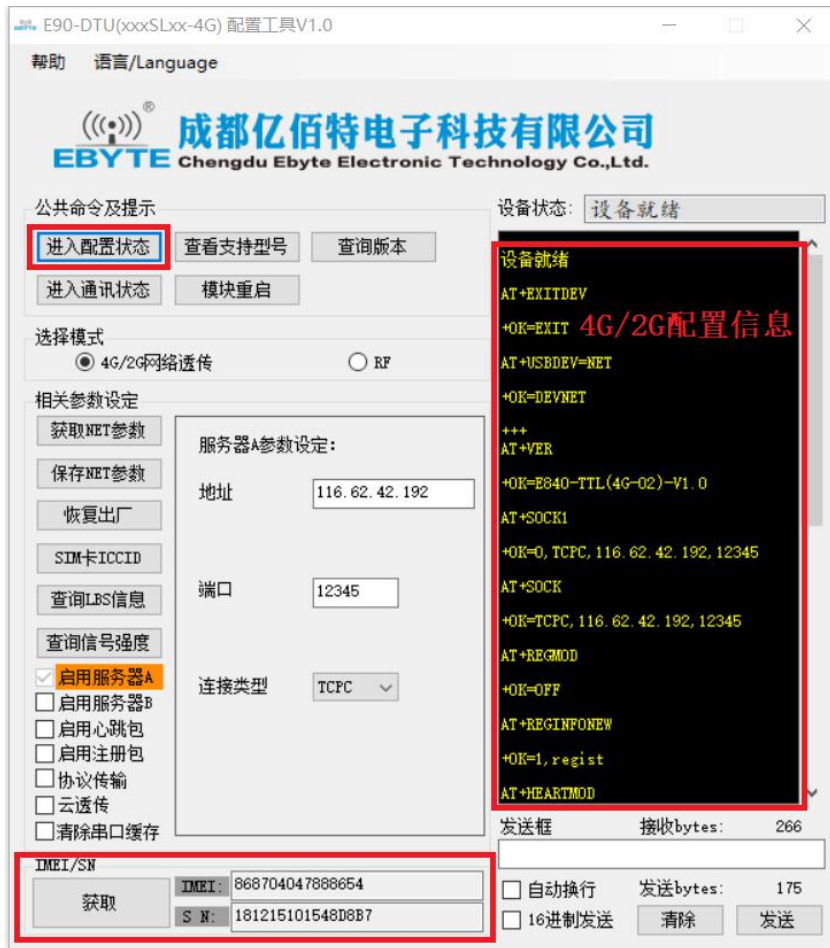 E90-DTU(xxxSLxx-4G) 配置工具V1.0
帮助 语言/Language
((•)) ®
EBYTE
成都亿佰特电子科技有限公司
Chengdu Ebyte Electronic Technology Co.,Ltd.
公共命令及提示
进入配置状态 查看支持型号 查询版本
进入通讯状态 模块重启
选择模式
4G/2G网络透传 RF
相关参数设定
获取NET参数
保存NET参数
恢复出厂
SIM卡ICCID
查询LBS信息
查询信号强度
启用服务器A
启用服务器B
启用心跳包
启用注册包
协议传输
云透传
清除串口缓存
服务器A参数设定:
地址 116.62.42.192
端口 12345
连接类型 TCPC
IMEI/SN
获取
IMEI: 868704047888654
S N: 181215101548D8B7
设备状态: 设备就绪
设备就绪
AT+EXITDEV
+OK=EXIT
4G/2G配置信息
AT+USBDEV=NET
+OK=DEVNET
+++
AT+VER
+OK=E840-TTL(4G-02)-V1.0
AT+SOCK1
+OK=0,TCPC,116.62.42.192,12345
AT+SOCK
+OK=TCPC,116.62.42.192,12345
AT+REGMOD
+OK=OFF
AT+REGINFONEW
+OK=1,regist
AT+HEARTMOD
发送框 接收bytes: 266
自动换行 发送bytes: 175
16进制发送 清除 发送